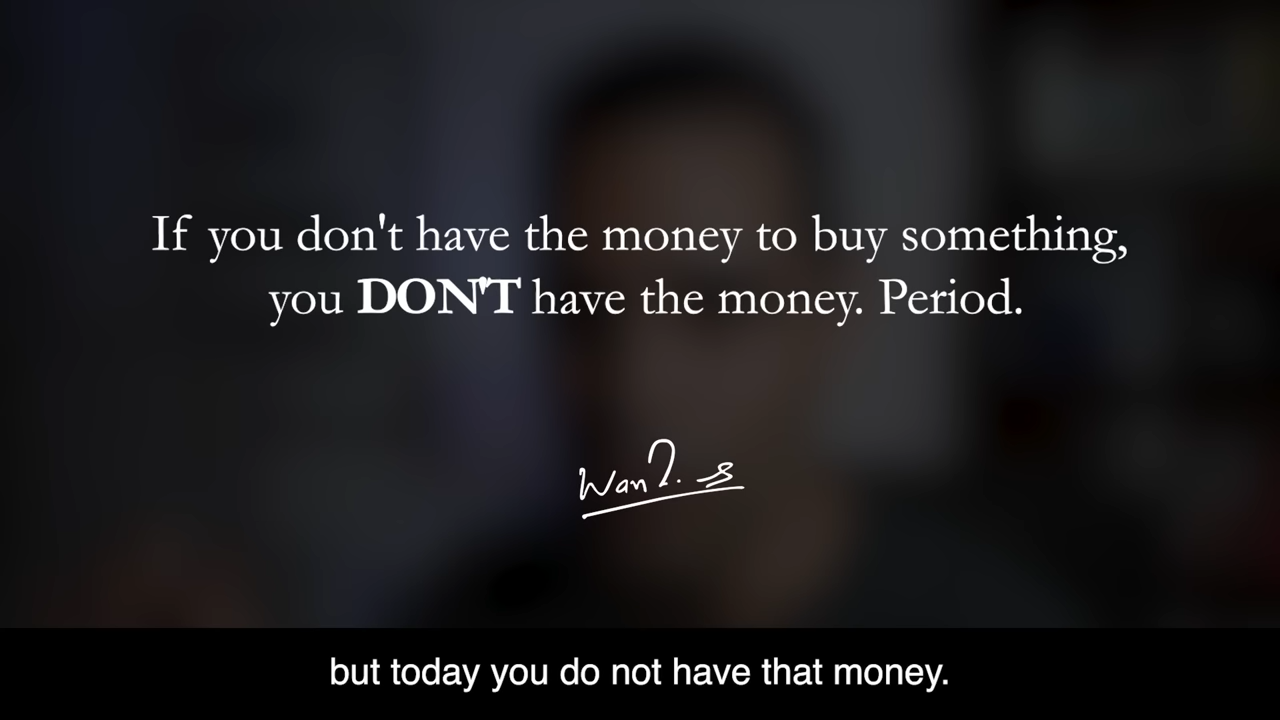 If you don't have the money to buy something,
you DON'T have the money. Period.
but today you do not have that money.